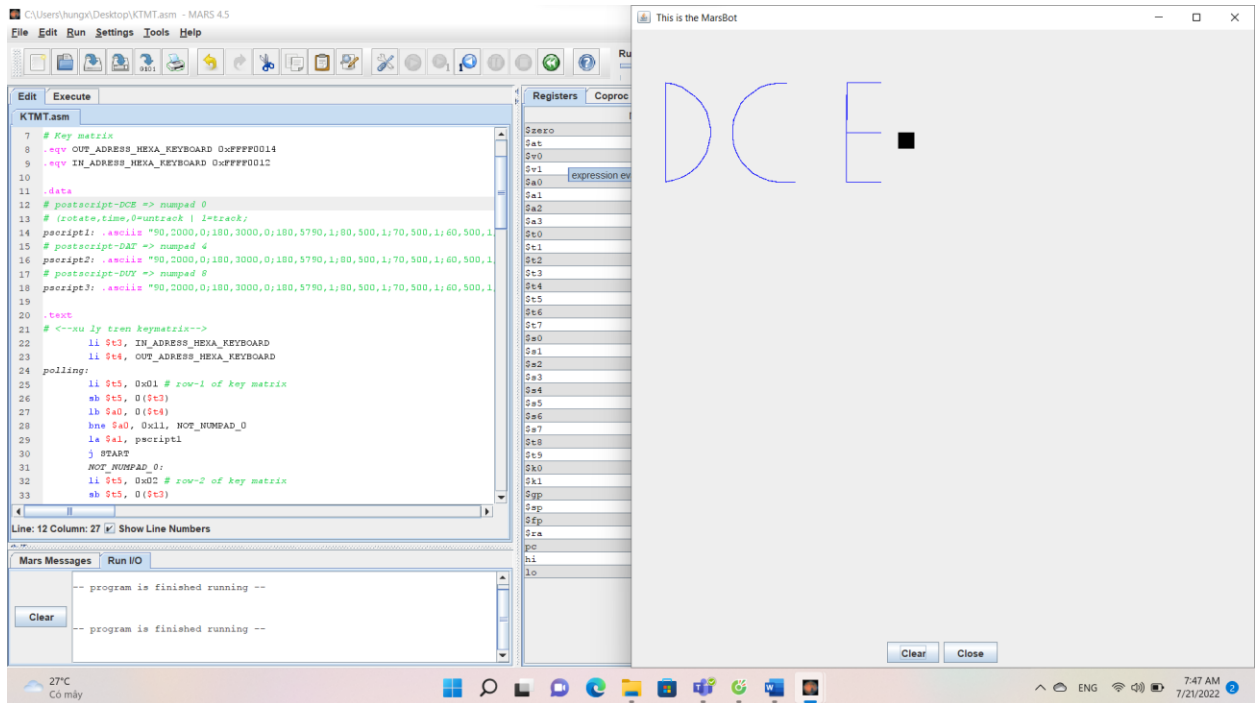 C:\Users\hungx\Desktop\KTMT.asm - MARS 4.5
File Edit Run Settings Tools Help
Ru
Edit Execute
KTMT.asm
7 # Key matrix
8 .eqv OUT_ADRESS_HEXA_KEYBOARD 0xFFFF0014
9 .eqv IN_ADRESS_HEXA_KEYBOARD 0xFFFF0012
10
11 .data
12 # postscript-DCE => numpad 0
13 # (rotate,time,0=untrack | 1=track;
14 pscript1: .asciiz "90,2000,0;180,3000,0;180,5790,1;80,500,1;70,500,1;60,500,1
15 # postscript-DAT => numpad 4
16 pscript2: .asciiz "90,2000,0;180,3000,0;180,5790,1;80,500,1;70,500,1;60,500,1
17 # postscript-DUY => numpad 8
18 pscript3: .asciiz "90,2000,0;180,3000,0;180,5790,1;80,500,1;70,500,1;60,500,1
19
20 .text
21 # <--xu ly tren keymatrix-->
22 li $t3, IN_ADRESS_HEXA_KEYBOARD
23 li $t4, OUT_ADRESS_HEXA_KEYBOARD
24 polling:
25 li $t5, 0x01 # row-1 of key matrix
26 sb $t5, 0($t3)
27 lb $a0, 0($t4)
28 bne $a0, 0x11, NOT_NUMPAD_0
29 la $a1, pscript1
30 j START
31 NOT_NUMPAD_0:
32 li $t5, 0x02 # row-2 of key matrix
33 sb $t5, 0($t3)
Line: 12 Column: 27 Show Line Numbers
Mars Messages Run I/O
-- program is finished running --
Clear
-- program is finished running --
Registers Coproc
$zero
$at
$v0
$v1
expression ev
$a0
$a1
$a2
$a3
$t0
$t1
$t2
$t3
$t4
$t5
$t6
$t7
$s0
$s1
$s2
$s3
$s4
$s5
$s6
$s7
$t8
$t9
$k0
$k1
$gp
$sp
$fp
$ra
pc
hi
lo
This is the MarsBot
DCE
Clear Close
27°C
Có mây
ENG
7:47 AM
7/21/2022
2